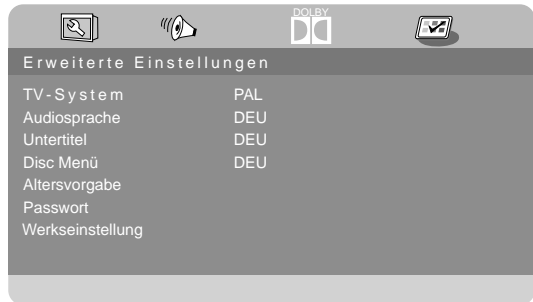 DOLBY
Erweiterte Einstellungen
TV-System PAL
Audiosprache DEU
Untertitel DEU
Disc Menü DEU
Altersvorgabe
Passwort
Werkseinstellung